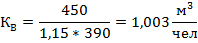 К_в = 450 / (1,15 * 390) = 1,003 м³/чел